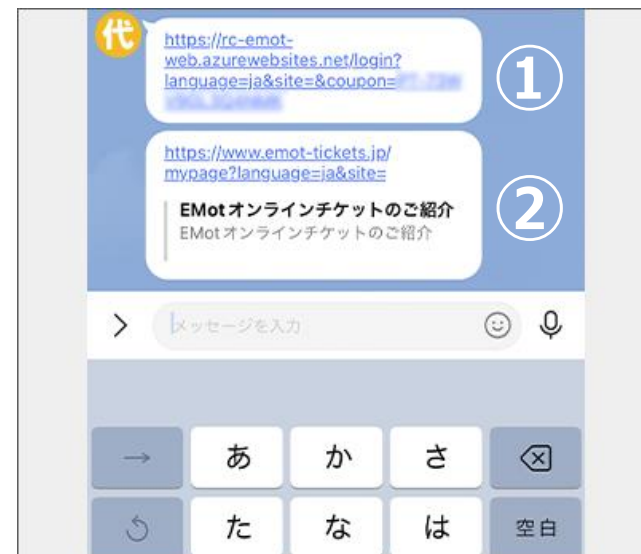 代
https://rc-emot-
web.azurewebsites.net/login?
language=ja&site=&coupon=
①
https://www.emot-tickets.jp/
mypage?language=ja&site=
EMotオンラインチケットのご紹介
EMotオンラインチケットのご紹介
②
メッセージを入力
→ あ か さ
た な は 空白